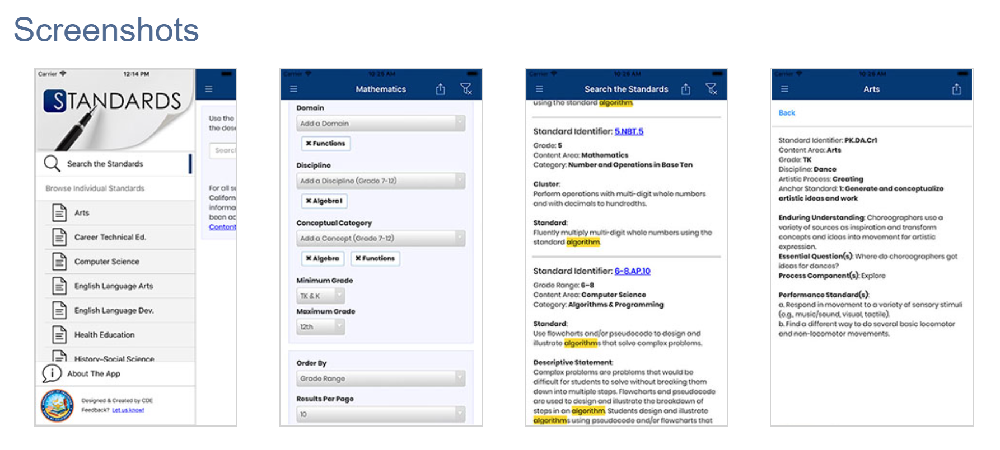 Screenshots
Carrier
12:14 PM
STANDARDS
Search the Standards
Browse Individual Standards
Arts
Career Technical Ed.
Computer Science
English Language Arts
English Language Dev.
Health Education
History-Social Science
About The App
Designed & Created by CDE
Feedback? Let us know!
Use the
the
Searc
For all
Californ
informa
been
Content
Carrier
10:25 AM
Mathematics
Domain
Add a Domain
✖ Functions
Discipline
Add a Discipline (Grade 7-12)
✖ Algebra I
Conceptual Category
Add a Concept (Grade 7-12)
✖ Algebra ✖ Functions
Minimum Grade
TK & K
Maximum Grade
12th
Order By
Grade Range
Results Per Page
10
Carrier
10:26 AM
Search the Standards
using the standard algorithm.
Standard Identifier: 5.NBT.5
Grade: 5
Content Area: Mathematics
Category: Number and Operations in Base Ten
Cluster:
Perform operations with multi-digit whole numbers
and with decimals to hundredths.
Standard:
Fluently multiply multi-digit whole numbers using the
standard algorithm.
Standard Identifier: 6-8.AP.10
Grade Range: 6-8
Content Area: Computer Science
Category: Algorithms & Programming
Standard:
Use flowcharts and/or pseudocode to design and
illustrate algorithms that solve complex problems.
Descriptive Statement:
Complex problems are problems that would be
difficult for students to solve without breaking them
down into multiple steps. Flowcharts and pseudocode
are used to design and illustrate the breakdown of
steps in an algorithm. Students design and illustrate
algorithms using pseudocode and/or flowcharts that
Carrier
10:26 AM
Arts
Back
Standard Identifier: PK.DA.Cr1
Content Area: Arts
Grade: TK
Discipline: Dance
Artistic Process: Creating
Anchor Standard: 1: Generate and conceptualize
artistic ideas and work
Enduring Understanding: Choreographers use a
variety of sources as inspiration and transform
concepts and ideas into movement for artistic
expression.
Essential Question(s): Where do choreographers get
ideas for dances?
Process Component(s): Explore
Performance Standard(s):
a. Respond in movement to a variety of sensory stimuli
(e.g., music/sound, visual, tactile).
b. Find a different way to do several basic locomotor
and non-locomotor movements.